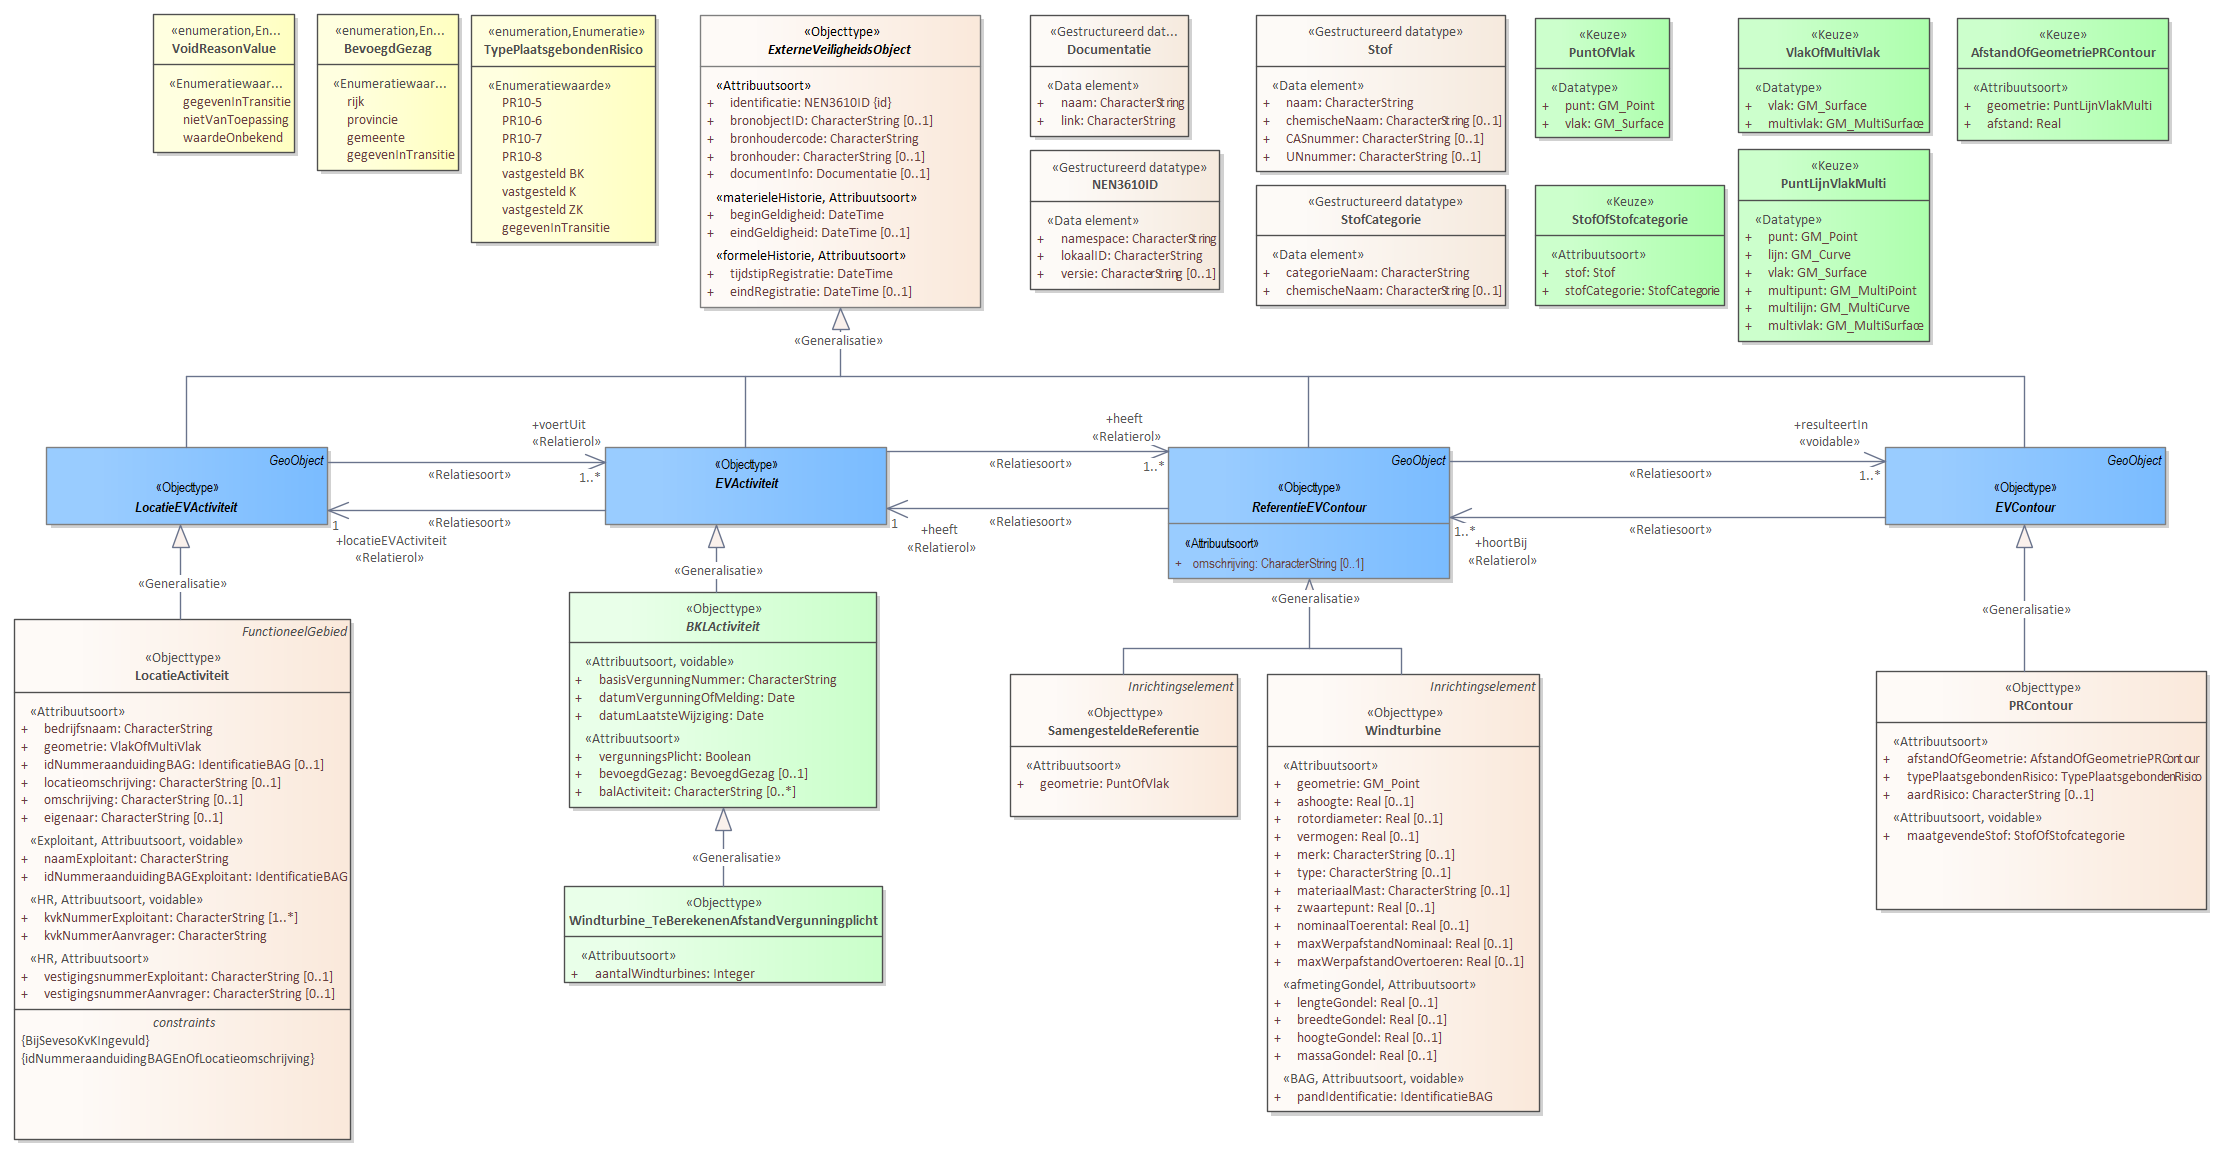 «enumeration,En...
VoidReasonValue
«Enumeratiewaar...
gegevenInTransitie
nietVanToepassing
waardeOnbekend
«enumeration,En...
BevoegdGezag
«Enumeratiewaar...
rijk
provincie
gemeente
gegevenInTransitie
«enumeration,Enumeratie»
TypePlaatsgebondenRisico
«Enumeratiewaarde»
PR10-5
PR10-6
PR10-7
PR10-8
vastgesteld BK
vastgesteld K
vastgesteld ZK
gegevenInTransitie
«Objecttype»
ExterneVeiligheidsObject
«Attribuutsoort»
+ identificatie: NEN3610ID {id}
+ bronobjectID: CharacterString [0..1]
+ bronhoudercode: CharacterString
+ bronhouder: CharacterString [0..1]
+ documentInfo: Documentatie [0..1]
«materieleHistorie, Attribuutsoort»
+ beginGeldigheid: DateTime
+ eindGeldigheid: DateTime [0..1]
«formeleHistorie, Attribuutsoort»
+ tijdstipRegistratie: DateTime
+ eindRegistratie: DateTime [0..1]
«Gestructureerd dat...
Documentatie
«Data element»
+ naam: CharacterString
+ link: CharacterString
«Gestructureerd datatype»
NEN3610ID
«Data element»
+ namespace: CharacterString
+ lokaalID: CharacterString
+ versie: CharacterString [0..1]
«Gestructureerd datatype»
Stof
«Data element»
+ naam: CharacterString
+ chemischeNaam: CharacterString [0..1]
+ CASnummer: CharacterString [0..1]
+ UNnummer: CharacterString [0..1]
«Gestructureerd datatype»
StofCategorie
«Data element»
+ categorieNaam: CharacterString
+ chemischeNaam: CharacterString [0..1]
«Keuze»
PuntOfVlak
«Datatype»
+ punt: GM_Point
+ vlak: GM_Surface
«Keuze»
StofOfStofcategorie
«Attribuutsoort»
+ stof: Stof
+ stofCategorie: StofCategorie
«Keuze»
VlakOfMultiVlak
«Datatype»
+ vlak: GM_Surface
+ multivlak: GM_MultiSurface
«Keuze»
PuntLijnVlakMulti
«Datatype»
+ punt: GM_Point
+ lijn: GM_Curve
+ vlak: GM_Surface
+ multipunt: GM_MultiPoint
+ multilijn: GM_MultiCurve
+ multivlak: GM_MultiSurface
«Keuze»
AfstandOfGeometriePRContour
«Attribuutsoort»
+ geometrie: PuntLijnVlakMulti
+ afstand: Real
«Generalisatie»
GeoObject
«Objecttype»
LocatieEVActiviteit
+voertUit
«Relatierol»
«Relatiesoort»
1..*
«Relatiesoort»
1
+locatieEVActiviteit
«Relatierol»
«Objecttype»
EVActiviteit
+heeft
«Relatierol»
«Relatiesoort»
1..*
«Relatiesoort»
1
+heeft
«Relatierol»
GeoObject
«Objecttype»
ReferentieEVContour
«Attribuutsoort»
+ omschrijving: CharacterString [0..1]
+resulteertIn
«voidable»
«Relatiesoort»
1..*
«Relatiesoort»
1..*
+hoortBij
«Relatierol»
GeoObject
«Objecttype»
EVContour
«Generalisatie»
«Generalisatie»
«Generalisatie»
«Generalisatie»
FunctioneelGebied
«Objecttype»
LocatieActiviteit
«Attribuutsoort»
+ bedrijfsnaam: CharacterString
+ geometrie: VlakOfMultiVlak
+ idNummeraanduidingBAG: IdentificatieBAG [0..1]
+ locatieomschrijving: CharacterString [0..1]
+ omschrijving: CharacterString [0..1]
+ eigenaar: CharacterString [0..1]
«Exploitant, Attribuutsoort, voidable»
+ naamExploitant: CharacterString
+ idNummeraanduidingBAGExploitant: IdentificatieBAG
«HR, Attribuutsoort, voidable»
+ kvkNummerExploitant: CharacterString [1..*]
+ kvkNummerAanvrager: CharacterString
«HR, Attribuutsoort»
+ vestigingsnummerExploitant: CharacterString [0..1]
+ vestigingsnummerAanvrager: CharacterString [0..1]
constraints
{BijSevesoKvKIngevuld}
{idNummeraanduidingBAGEnOfLocatieomschrijving}
«Objecttype»
BKLActiviteit
«Attribuutsoort, voidable»
+ basisVergunningNummer: CharacterString
+ datumVergunningOfMelding: Date
+ datumLaatsteWijziging: Date
«Attribuutsoort»
+ vergunningsPlicht: Boolean
+ bevoegdGezag: BevoegdGezag [0..1]
+ balActiviteit: CharacterString [0..*]
«Generalisatie»
«Objecttype»
Windturbine_TeBerekenenAfstandVergunningplicht
«Attribuutsoort»
+ aantalWindturbines: Integer
Inrichtingselement
«Objecttype»
SamengesteldeReferentie
«Attribuutsoort»
+ geometrie: PuntOfVlak
Inrichtingselement
«Objecttype»
Windturbine
«Attribuutsoort»
+ geometrie: GM_Point
+ ashoogte: Real [0..1]
+ rotordiameter: Real [0..1]
+ vermogen: Real [0..1]
+ merk: CharacterString [0..1]
+ type: CharacterString [0..1]
+ materiaalMast: CharacterString [0..1]
+ zwaartepunt: Real [0..1]
+ nominaalToerental: Real [0..1]
+ maxWerpafstandNominaal: Real [0..1]
+ maxWerpafstandOvertoeren: Real [0..1]
«afmetingGondel, Attribuutsoort»
+ lengteGondel: Real [0..1]
+ breedteGondel: Real [0..1]
+ hoogteGondel: Real [0..1]
+ massaGondel: Real [0..1]
«BAG, Attribuutsoort, voidable»
+ pandIdentificatie: IdentificatieBAG
«Objecttype»
PRContour
«Attribuutsoort»
+ afstandOfGeometrie: AfstandOfGeometriePRContour
+ typePlaatsgebondenRisico: TypePlaatsgebondenRisico
+ aardRisico: CharacterString [0..1]
«Attribuutsoort, voidable»
+ maatgevendeStof: StofOfStofcategorie